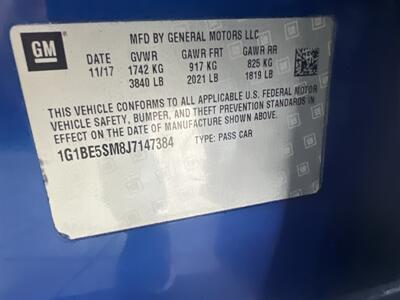 GM
MFD BY GENERAL MOTORS LLC
DATE GVWR GAWR FRT GAWR RR
11/17 1742 KG 917 KG 825 KG
3840 LB 2021 LB 1819 LB
THIS VEHICLE CONFORMS TO ALL APPLICABLE U.S. FEDERAL MOTOR
VEHICLE SAFETY, BUMPER, AND THEFT PREVENTION STANDARDS IN
EFFECT ON THE DATE OF MANUFACTURE SHOWN ABOVE.
1G1BE5SM8J7147384 TYPE: PASS CAR